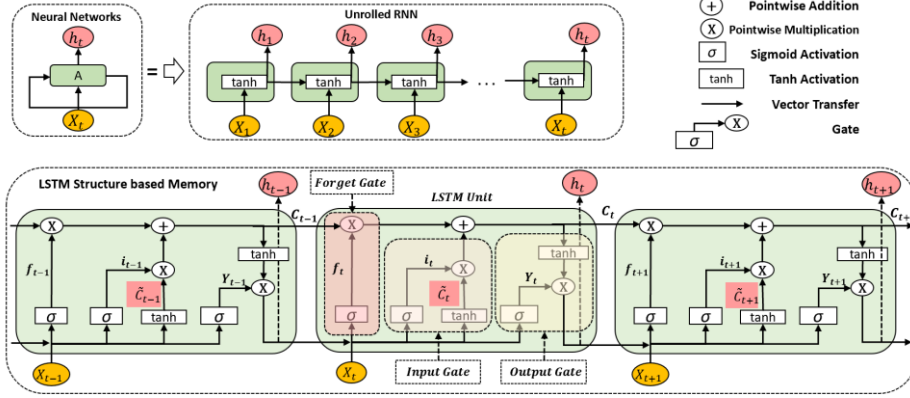 Neural Networks
h_t
A
X_t
=
Unrolled RNN
h_1 h_2 h_3 h_t
tanh tanh tanh ... tanh
X_1 X_2 X_3 X_t
+ Pointwise Addition
X Pointwise Multiplication
σ Sigmoid Activation
tanh Tanh Activation
Vector Transfer
Gate
X
σ
LSTM Structure based Memory
h_{t-1}
Forget Gate
LSTM Unit
h_t
h_{t+1}
C_{t-1} C_t C_{t+
X + X + X +
tanh tanh tanh
f_{t-1} i_{t-1} X Y_{t-1} X f_t i_t X Y_t X f_{t+1} i_{t+1} X Y_{t+1} X
C̃_{t-1} C̃_t C̃_{t+1}
σ σ tanh σ σ σ tanh σ σ σ tanh σ
X_{t-1} X_t Input Gate Output Gate X_{t+1}